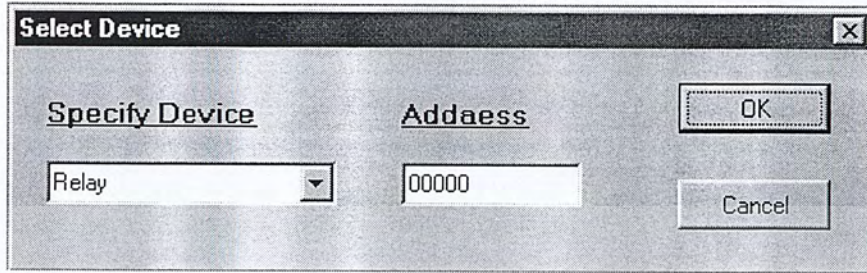 Select Device
Specify Device
Addaess
OK
Relay
00000
Cancel